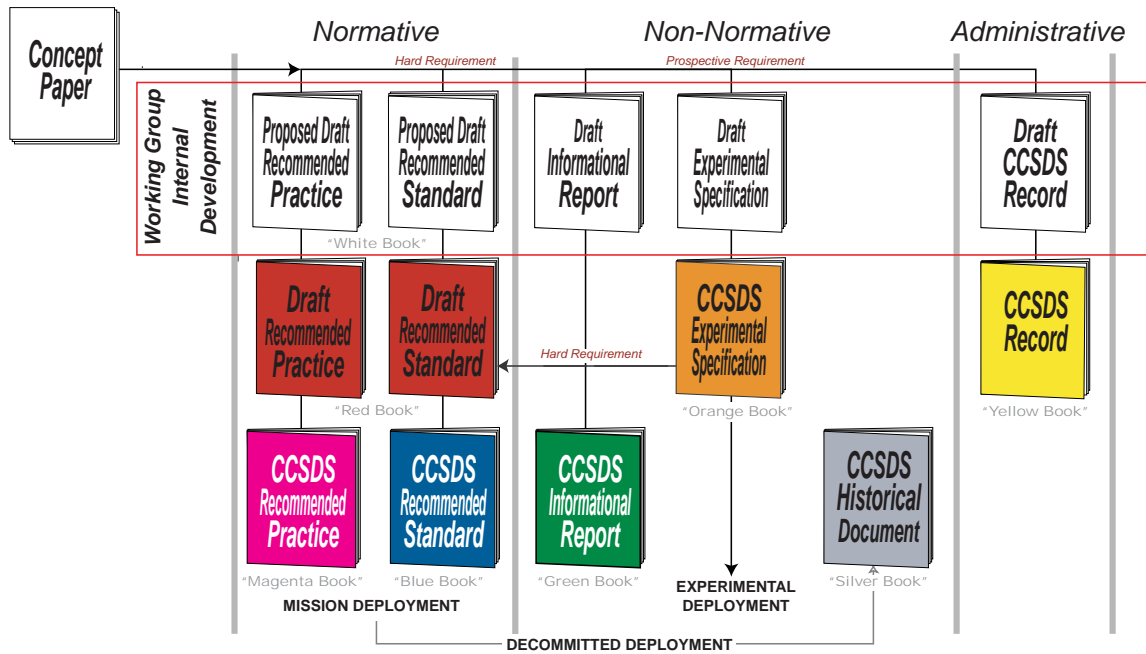 Normative
Non-Normative
Administrative
Concept
Paper
Hard Requirement
Prospective Requirement
Working Group
Internal
Development
Proposed Draft
Recommended
Practice
Proposed Draft
Recommended
Standard
Draft
Informational
Report
Draft
Experimental
Specification
Draft
CCSDS
Record
"White Book"
Draft
Recommended
Practice
Draft
Recommended
Standard
Hard Requirement
CCSDS
Experimental
Specification
CCSDS
Record
"Red Book"
"Orange Book"
"Yellow Book"
CCSDS
Recommended
Practice
CCSDS
Recommended
Standard
CCSDS
Informational
Report
CCSDS
Historical
Document
"Magenta Book"
"Blue Book"
"Green Book"
"Silver Book"
MISSION DEPLOYMENT
EXPERIMENTAL
DEPLOYMENT
DECOMMITTED DEPLOYMENT